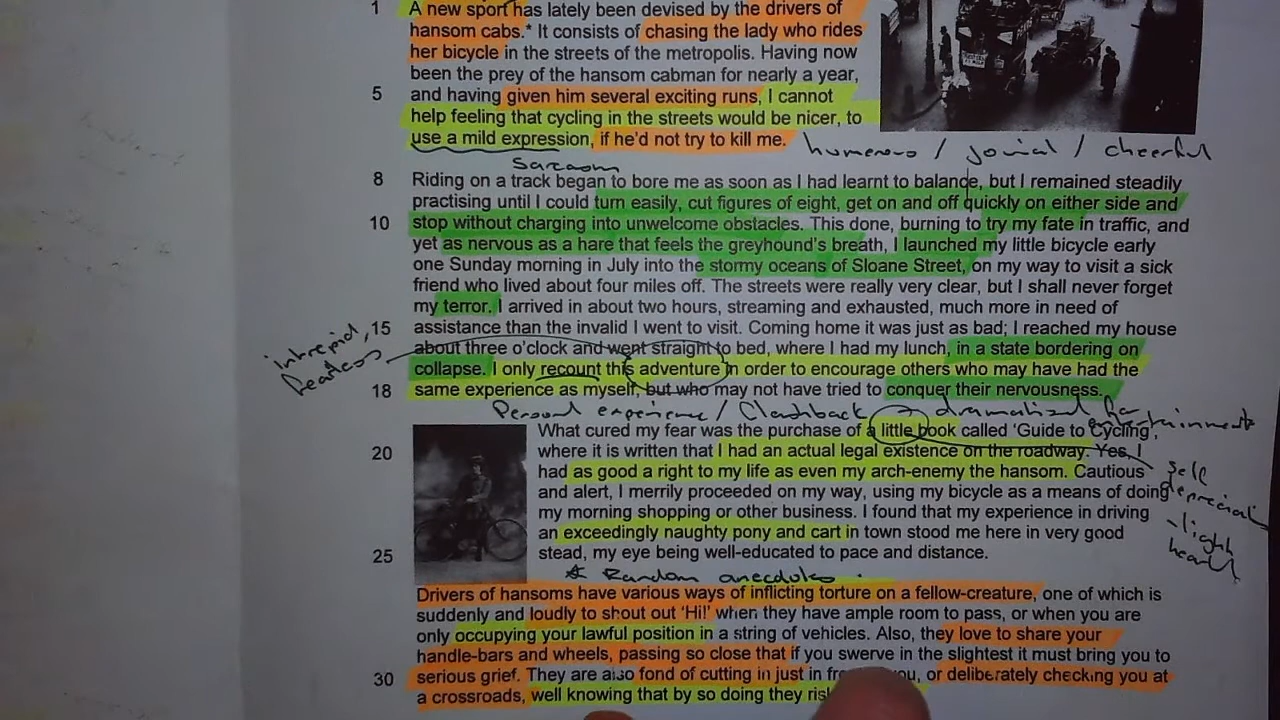 1 A new sport has lately been devised by the drivers of
hansom cabs.* It consists of chasing the lady who rides
her bicycle in the streets of the metropolis. Having now
been the prey of the hansom cabman for nearly a year,
5 and having given him several exciting runs, I cannot
help feeling that cycling in the streets would be nicer, to
use a mild expression, if he'd not try to kill me.
humerous / jovial / cheerful
Sarcasm
8 Riding on a track began to bore me as soon as I had learnt to balance, but I remained steadily
practising until I could turn easily, cut figures of eight, get on and off quickly on either side and
10 stop without charging into unwelcome obstacles. This done, burning to try my fate in traffic, and
yet as nervous as a hare that feels the greyhound's breath, I launched my little bicycle early
one Sunday morning in July into the stormy oceans of Sloane Street, on my way to visit a sick
friend who lived about four miles off. The streets were really very clear, but I shall never forget
my terror. I arrived in about two hours, streaming and exhausted, much more in need of
15 assistance than the invalid I went to visit. Coming home it was just as bad; I reached my house
about three o'clock and went straight to bed, where I had my lunch, in a state bordering on
collapse. I only recount this adventure in order to encourage others who may have had the
18 same experience as myself, but who may not have tried to conquer their nervousness.
intrepid,
fearless
Personal experience / flashback
dramatized for
entertainment
What cured my fear was the purchase of a little book called 'Guide to Cycling',
20 where it is written that I had an actual legal existence on the roadway. Yes, I
had as good a right to my life as even my arch-enemy the hansom. Cautious
and alert, I merrily proceeded on my way, using my bicycle as a means of doing
my morning shopping or other business. I found that my experience in driving
an exceedingly naughty pony and cart in town stood me here in very good
25 stead, my eye being well-educated to pace and distance.
Self
- light
heart
* Random anecdotes.
Drivers of hansoms have various ways of inflicting torture on a fellow-creature, one of which is
suddenly and loudly to shout out 'Hi!' when they have ample room to pass, or when you are
only occupying your lawful position in a string of vehicles. Also, they love to share your
handle-bars and wheels, passing so close that if you swerve in the slightest it must bring you to
30 serious grief. They are also fond of cutting in just in you, or deliberately checking you at
a crossroads, well knowing that by so doing they